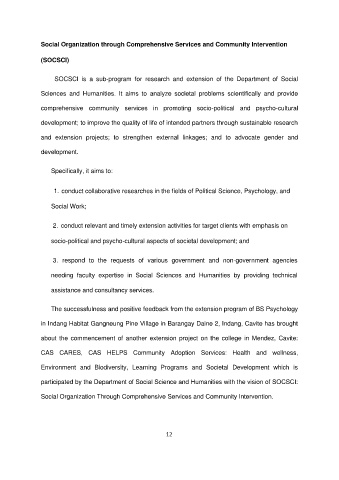 Social Organization through Comprehensive Services and Community Intervention
(SOCSCI)
SOCSCI is a sub-program for research and extension of the Department of Social
Sciences and Humanities. It aims to analyze societal problems scientifically and provide
comprehensive community services in promoting socio-political and psycho-cultural
development; to improve the quality of life of intended partners through sustainable research
and extension projects; to strengthen external linkages; and to advocate gender and
development.
Specifically, it aims to:
1. conduct collaborative researches in the fields of Political Science, Psychology, and
Social Work;
2. conduct relevant and timely extension activities for target clients with emphasis on
socio-political and psycho-cultural aspects of societal development; and
3. respond to the requests of various government and non-government agencies
needing faculty expertise in Social Sciences and Humanities by providing technical
assistance and consultancy services.
The successfulness and positive feedback from the extension program of BS Psychology
in Indang Habitat Gangneung Pine Village in Barangay Daine 2, Indang, Cavite has brought
about the commencement of another extension project on the college in Mendez, Cavite;
CAS CARES, CAS HELPS Community Adoption Services: Health and wellness,
Environment and Biodiversity, Learning Programs and Societal Development which is
participated by the Department of Social Science and Humanities with the vision of SOCSCI:
Social Organization Through Comprehensive Services and Community Intervention.
12